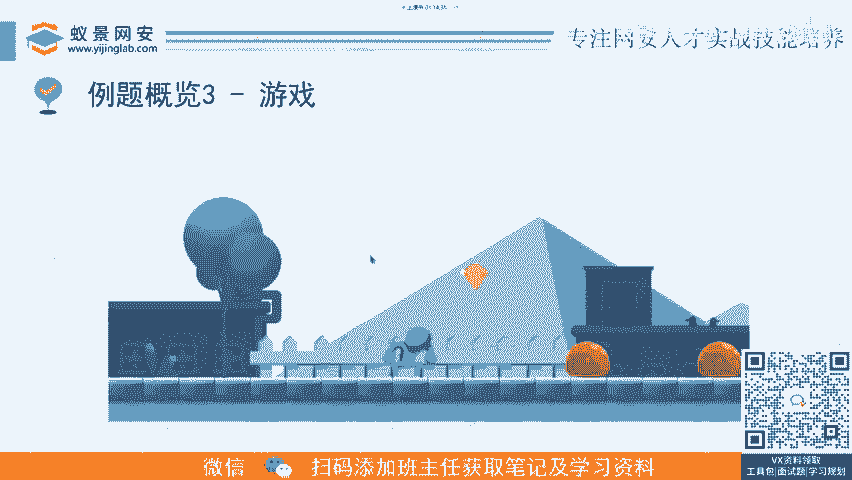 蚁景网安
www.yijinglab.com
专注网安人才实战技能培养
例题概览3 - 游戏
微信 扫码添加班主任获取笔记及学习资料
VX资料领取
工具包|面试题|学习规划